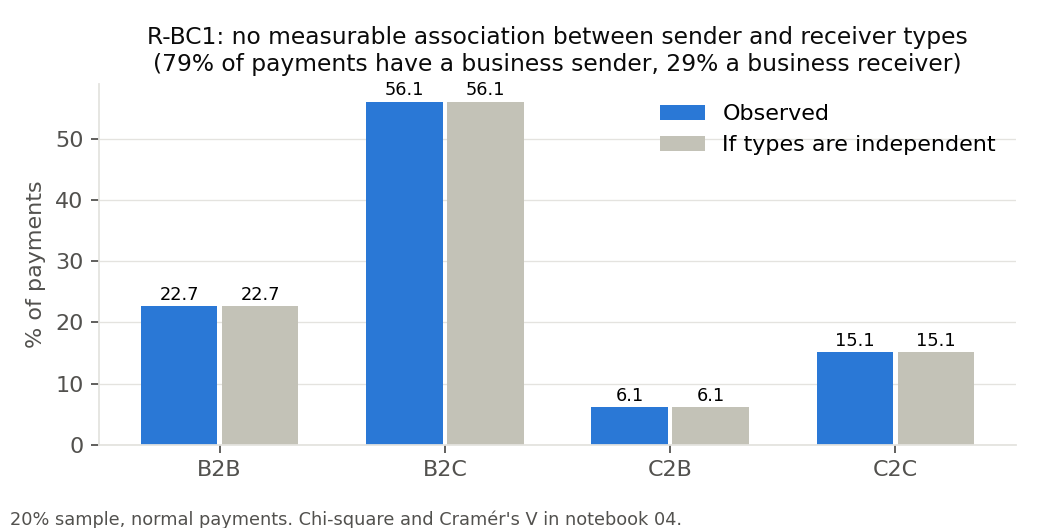 R-BC1: no measurable association between sender and receiver types
(79% of payments have a business sender, 29% a business receiver)
% of payments
50
40
30
20
10
0
22.7
22.7
56.1
56.1
6.1
6.1
15.1
15.1
Observed
If types are independent
B2B
B2C
C2B
C2C
20% sample, normal payments. Chi-square and Cramér's V in notebook 04.